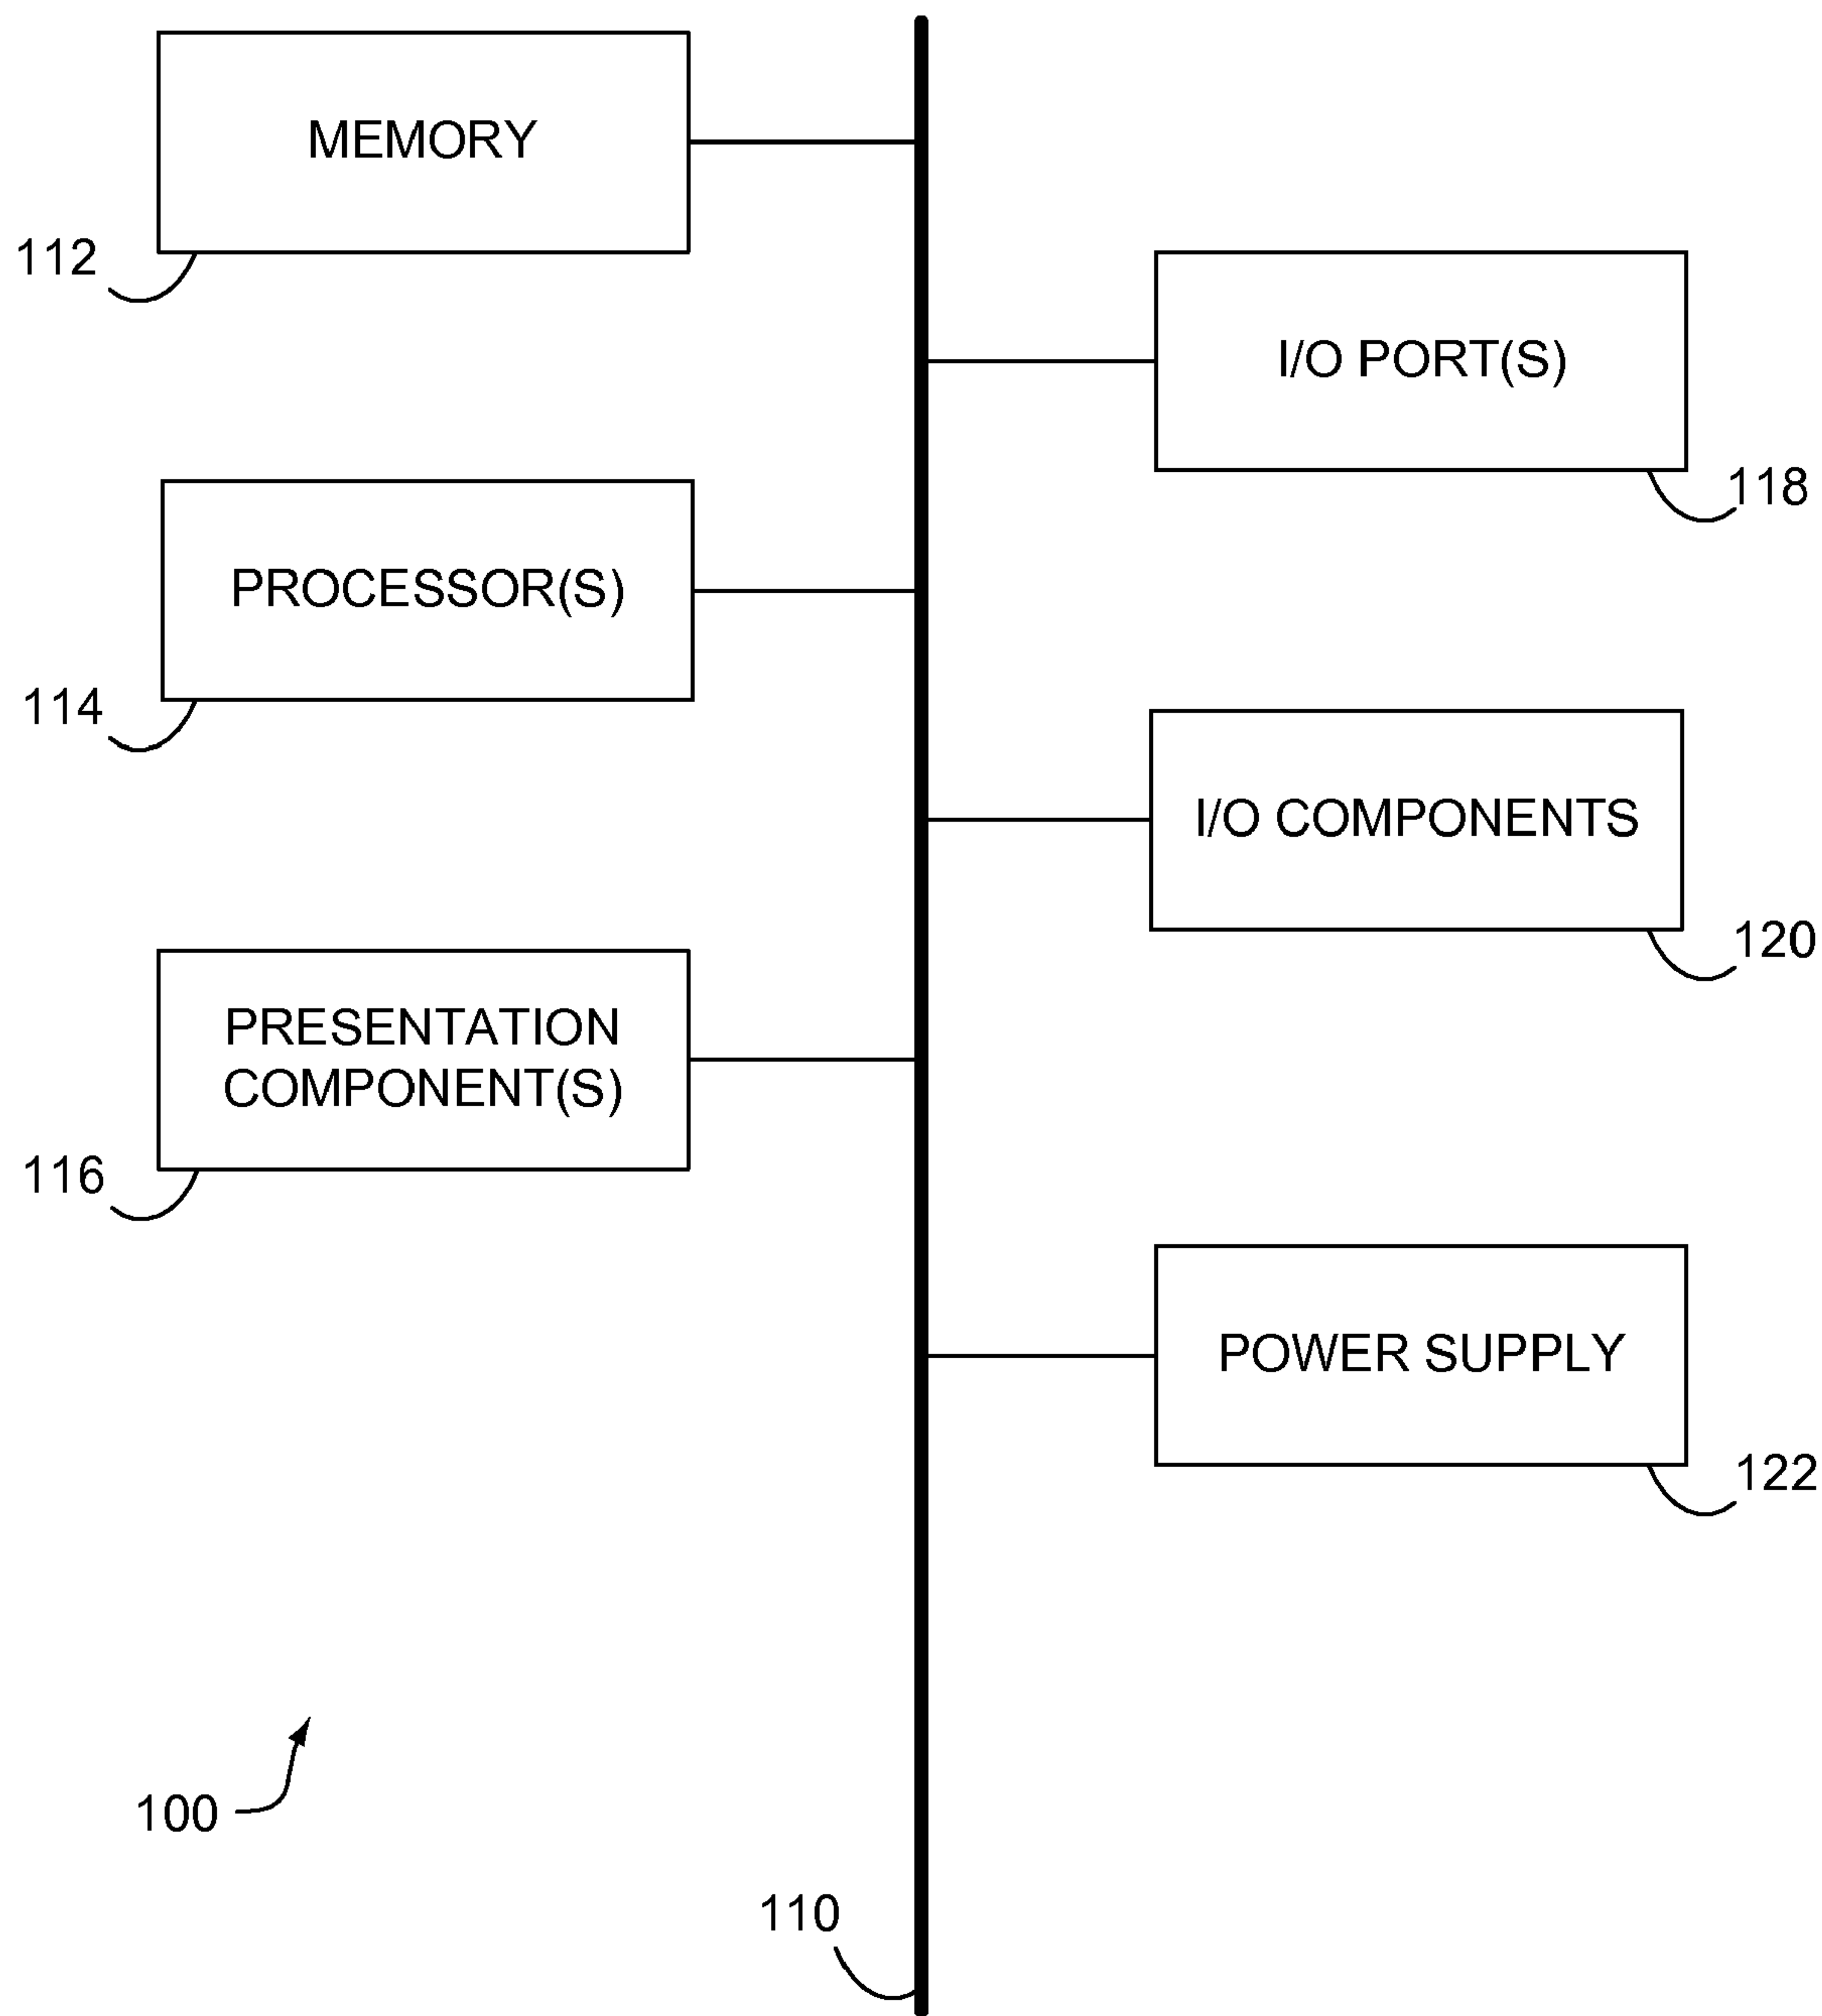 MEMORY
112
I/O PORT(S)
118
PROCESSOR(S)
114
I/O COMPONENTS
120
PRESENTATION
COMPONENT(S)
116
POWER SUPPLY
122
100
110